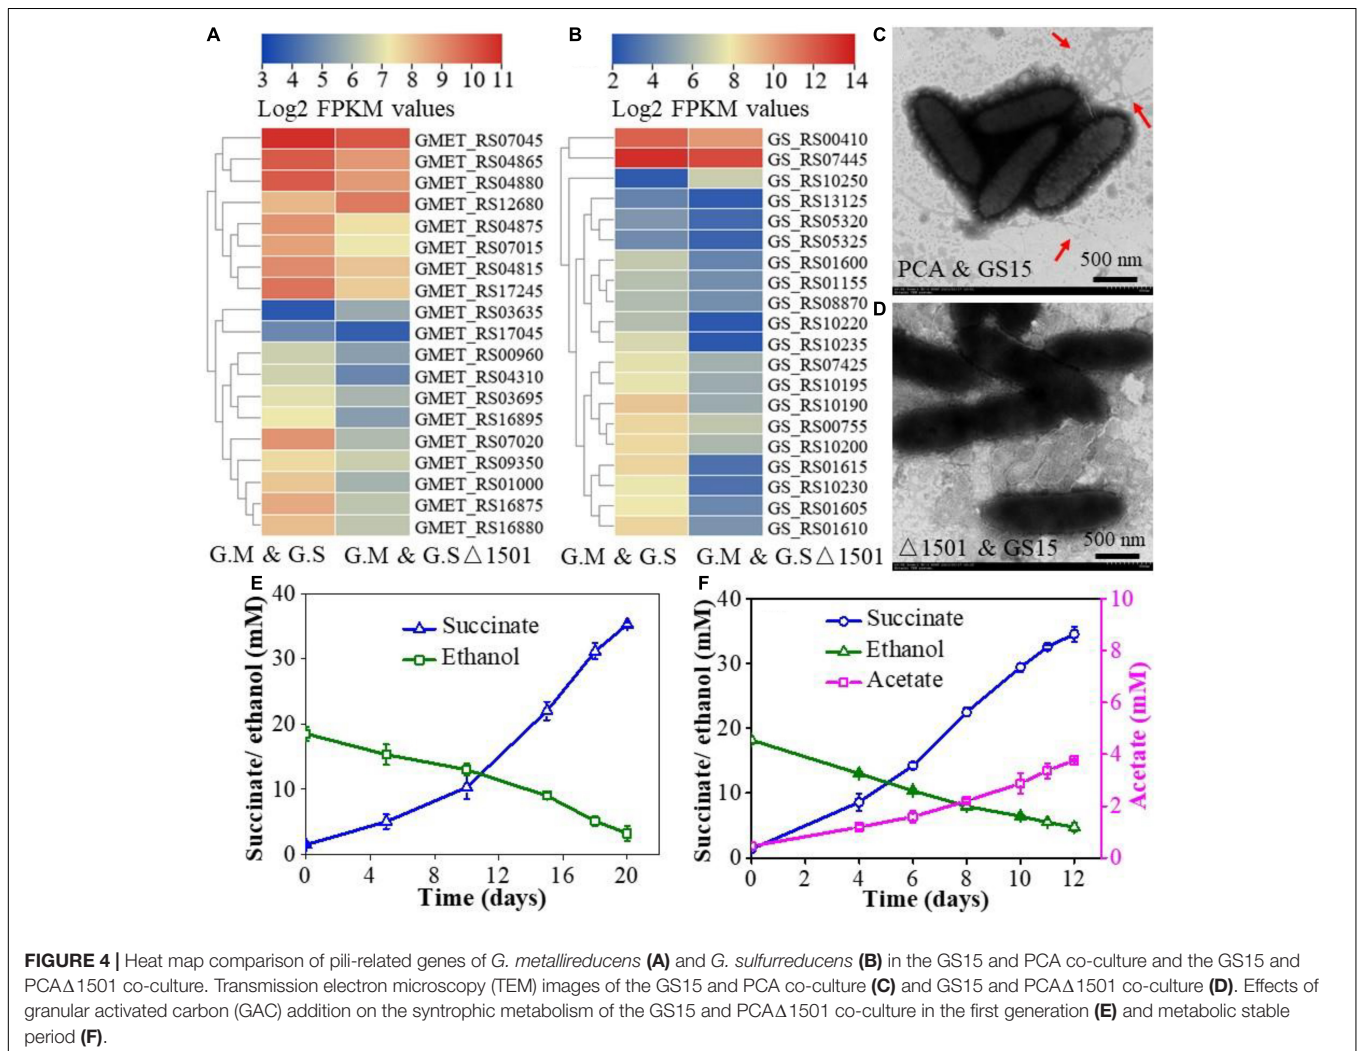 A
3 4 5 6 7 8 9 10 11
Log2 FPKM values
GMET_RS07045
GMET_RS04865
GMET_RS04880
GMET_RS12680
GMET_RS04875
GMET_RS07015
GMET_RS04815
GMET_RS17245
GMET_RS03635
GMET_RS17045
GMET_RS00960
GMET_RS04310
GMET_RS03695
GMET_RS16895
GMET_RS07020
GMET_RS09350
GMET_RS01000
GMET_RS16875
GMET_RS16880
G.M & G.S G.M & G.S△1501
B
2 4 6 8 10 12 14
Log2 FPKM values
GS_RS00410
GS_RS07445
GS_RS10250
GS_RS13125
GS_RS05320
GS_RS05325
GS_RS01600
GS_RS01155
GS_RS08870
GS_RS10220
GS_RS10235
GS_RS07425
GS_RS10195
GS_RS10190
GS_RS00755
GS_RS10200
GS_RS01615
GS_RS10230
GS_RS01605
GS_RS01610
G.M & G.S G.M & G.S△1501
C
PCA & GS15
500 nm
D
△1501 & GS15
500 nm
E
Succinate/ ethanol (mM)
40
30
20
10
0
Succinate
Ethanol
0 4 8 12 16 20
Time (days)
F
Succinate/ ethanol (mM)
40
30
20
10
0
Succinate
Ethanol
Acetate
10
8
6
4
2
0
Acetate (mM)
0 2 4 6 8 10 12
Time (days)
FIGURE 4 | Heat map comparison of pili-related genes of G. metallireducens (A) and G. sulfurreducens (B) in the GS15 and PCA co-culture and the GS15 and
PCAΔ1501 co-culture. Transmission electron microscopy (TEM) images of the GS15 and PCA co-culture (C) and GS15 and PCAΔ1501 co-culture (D). Effects of
granular activated carbon (GAC) addition on the syntrophic metabolism of the GS15 and PCAΔ1501 co-culture in the first generation (E) and metabolic stable
period (F).